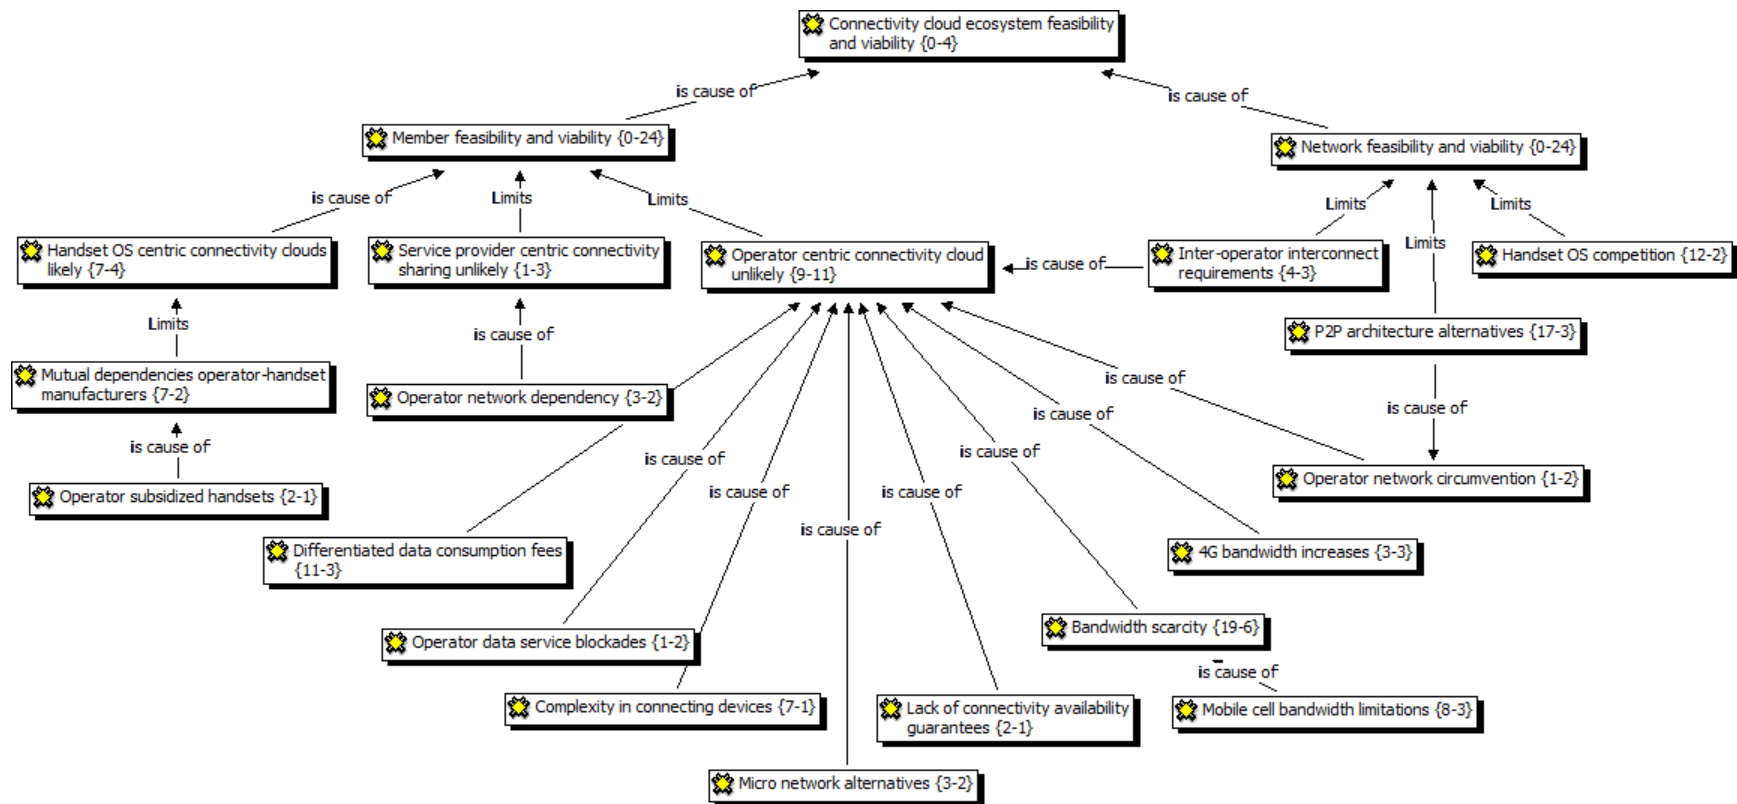 Connectivity cloud ecosystem feasibility
and viability {0-4}
is cause of
is cause of
Member feasibility and viability {0-24}
Network feasibility and viability {0-24}
is cause of
Limits
Limits
Limits
Limits
Limits
Handset OS centric connectivity clouds
likely {7-4}
Service provider centric connectivity
sharing unlikely {1-3}
Operator centric connectivity cloud
unlikely {9-11}
is cause of
Inter-operator interconnect
requirements {4-3}
Handset OS competition {12-2}
Limits
is cause of
P2P architecture alternatives {17-3}
Mutual dependencies operator-handset
manufacturers {7-2}
Operator network dependency {3-2}
is cause of
is cause of
is cause of
is cause of
is cause of
is cause of
is cause of
Operator subsidized handsets {2-1}
is cause of
is cause of
Operator network circumvention {1-2}
is cause of
Differentiated data consumption fees
{11-3}
4G bandwidth increases {3-3}
Operator data service blockades {1-2}
Bandwidth scarcity {19-6}
is cause of
Complexity in connecting devices {7-1}
Lack of connectivity availability
guarantees {2-1}
Mobile cell bandwidth limitations {8-3}
Micro network alternatives {3-2}